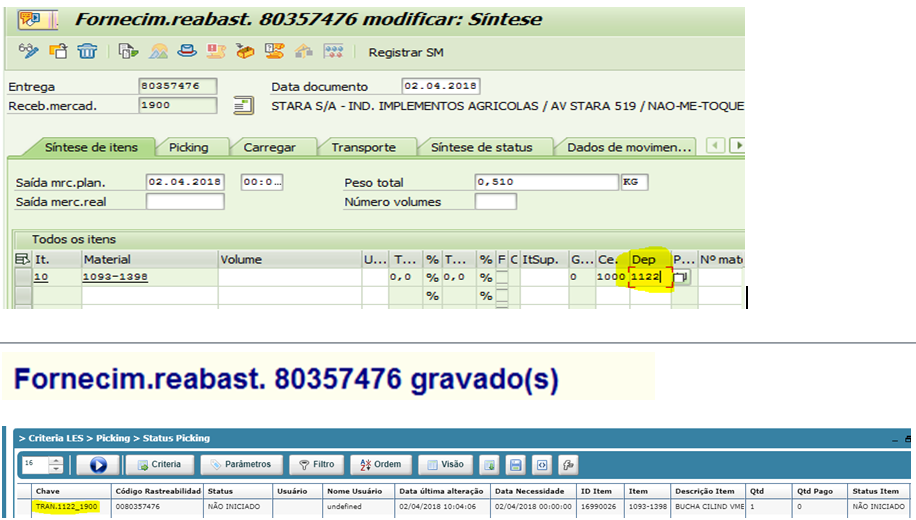 Fornecim.reabast. 80357476 modificar: Síntese
Registrar SM
Entrega 80357476 Data documento 02.04.2018
Receb.mercad. 1900 STARA S/A - IND. IMPLEMENTOS AGRICOLAS / AV STARA 519 / NAO-ME-TOQUE
Síntese de itens Picking Carregar Transporte Síntese de status Dados de movimen...
Saída mrc.plan. 02.04.2018 00:0... Peso total 0,510 KG
Saída merc.real Número volumes
Todos os itens
It. Material Volume U... T... % T... % F C ItSup. G... Ce. Dep P... Nº mat
10 1093-1398 0,0 % 0,0 % 0 1000 1122
% %
Fornecim.reabast. 80357476 gravado(s)
> Criteria LES > Picking > Status Picking
16 Criteria Parâmetros Filtro Ordem Visão
Chave Código Rastreabilidad Status Usuário Nome Usuário Data última alteração Data Necessidade ID Item Item Descrição Item Qtd Qtd Pago Status Item
TRAN.1122_1900 0080357476 NÃO INICIADO undefined 02/04/2018 10:04:06 02/04/2018 00:00:00 16990026 1093-1398 BUCHA CILIND VME 1 0 NÃO INICIADO